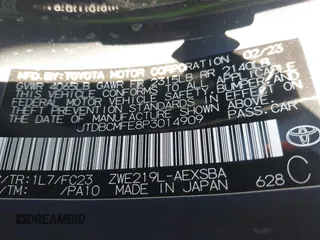 MFD. BY: TOYOTA MOTOR CORPORATION 02/23
GVWR 4065LB GAWR FR 2315LB RR 2140LB
THIS VEHICLE CONFORMS TO ALL APPLICABLE
FEDERAL MOTOR VEHICLE SAFETY, BUMPER, AND
THEFT PREVENTION STANDARDS IN EFFECT ON
THE DATE OF MANUFACTURE SHOWN ABOVE.
JTDBCMFE8P3014909
C/TR: 1L7/FC23 ZWE219L-AEXSBA
/TM: /PA10 MADE IN JAPAN 628 C
TOYOTA
DREAMBID